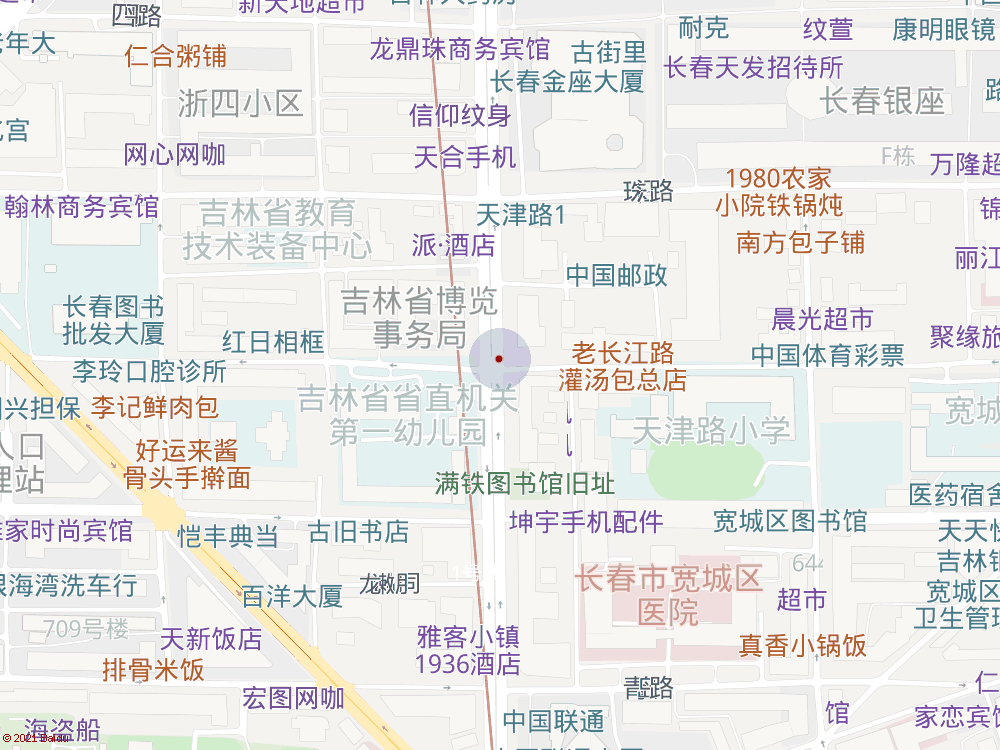 四路
新天地超市
老年大
仁合粥铺
龙鼎珠商务宾馆
古街里
耐克
纹萱
康明眼镜
长春金座大厦
长春天发招待所
浙四小区
信仰纹身
长春银座
网心网咖
天合手机
F栋
万隆超
1980农家
小院铁锅炖
翰林商务宾馆
吉林省教育
技术装备中心
天津路1
锦
派·酒店
南方包子铺
丽江
中国邮政
长春图书
批发大厦
吉林省博览
事务局
晨光超市
红日相框
聚缘旅
老长江路
灌汤包总店
中国体育彩票
李玲口腔诊所
吉林省省直机关
第一幼儿园
兴担保
李记鲜肉包
宽城
天津路小学
人口
理站
好运来酱
骨头手擀面
满铁图书馆旧址
医药宿舍
家时尚宾馆
恺丰典当
古旧书店
坤宇手机配件
宽城区图书馆
天天快
吉林银
644
银海湾洗车行
百洋大厦
长春市宽城区
医院
超市
宽城区
卫生管理
709号楼
天新饭店
雅客小镇
1936酒店
真香小锅饭
排骨米饭
宏图网咖
仁
馆
家恋宾馆
海盗船
中国联通
© 2021 Baidu